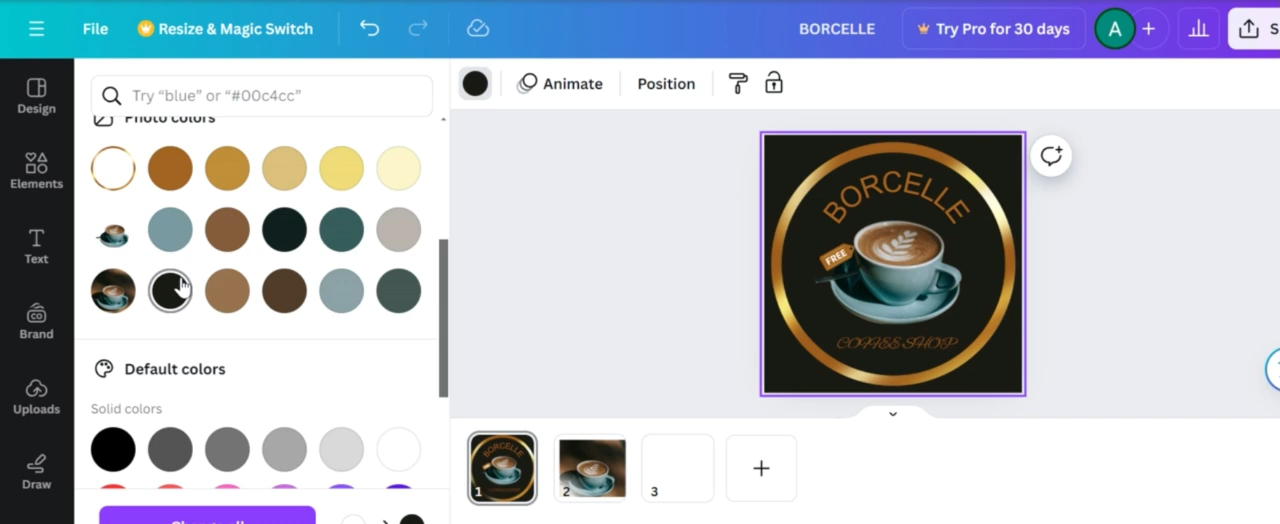 File
Resize & Magic Switch
BORCELLE
Try Pro for 30 days
A
S
Design
Elements
Text
Brand
Uploads
Draw
Try “blue” or “#00c4cc”
Photo colors
Default colors
Solid colors
Animate
Position
BORCELLE
FREE
COFFEE SHOP
BORCELLE
1
2
3